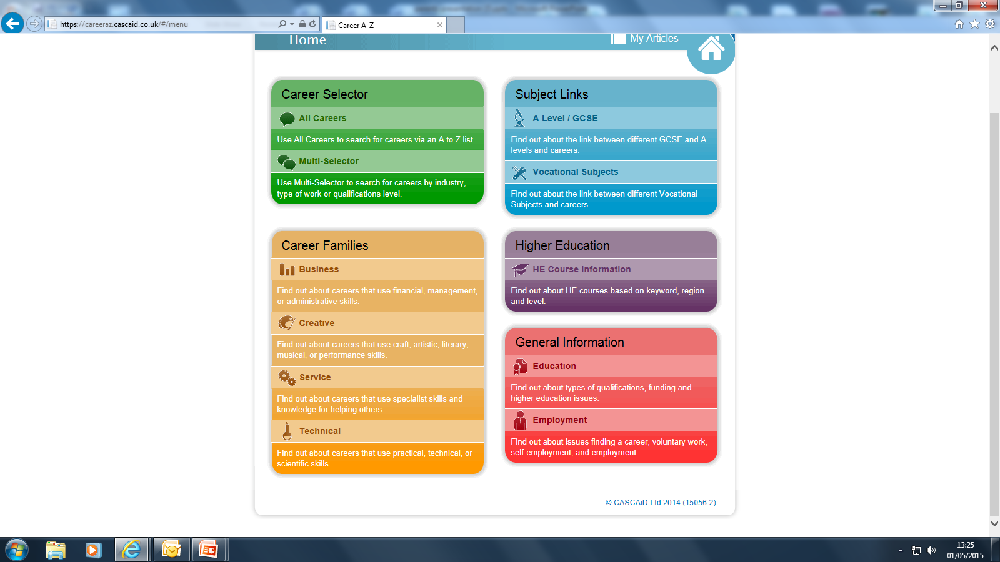 https://careeraz.cascaid.co.uk/#/menu
Career A-Z
Home
My Articles
Career Selector
All Careers
Use All Careers to search for careers via an A to Z list.
Multi-Selector
Use Multi-Selector to search for careers by industry,
type of work or qualifications level.
Subject Links
A Level / GCSE
Find out about the link between different GCSE and A
levels and careers.
Vocational Subjects
Find out about the link between different Vocational
Subjects and careers.
Career Families
Business
Find out about careers that use financial, management,
or administrative skills.
Creative
Find out about careers that use craft, artistic, literary,
musical, or performance skills.
Service
Find out about careers that use specialist skills and
knowledge for helping others.
Technical
Find out about careers that use practical, technical, or
scientific skills.
Higher Education
HE Course Information
Find out about HE courses based on keyword, region
and level.
General Information
Education
Find out about types of qualifications, funding and
higher education issues.
Employment
Find out about issues finding a career, voluntary work,
self-employment, and employment.
© CASCAiD Ltd 2014 (15056.2)
13:25
01/05/2015